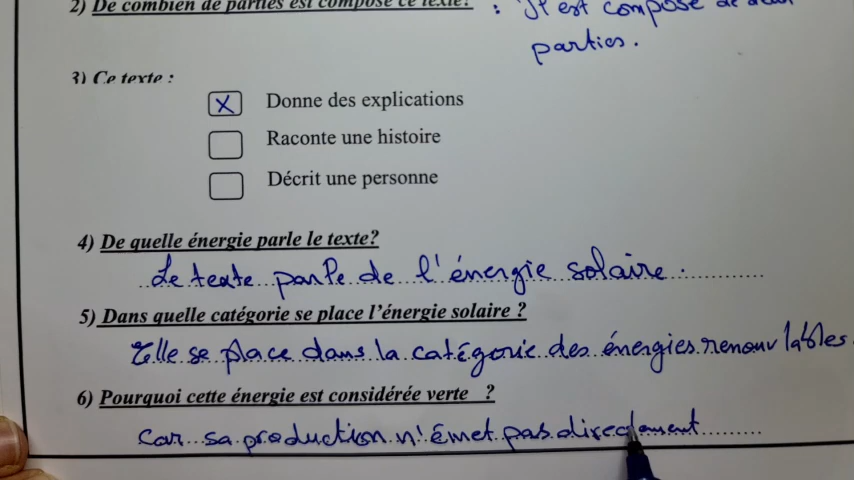 2) De combien de parties est composé ce texte? : Il est composé de deux
parties.
3) Ce texte :
X Donne des explications
Raconte une histoire
Décrit une personne
4) De quelle énergie parle le texte?
Le texte parle de l'énergie solaire.
5) Dans quelle catégorie se place l'énergie solaire ?
Elle se place dans la catégorie des énergies renouvlables.
6) Pourquoi cette énergie est considérée verte ?
Car sa production n'émet pas directement